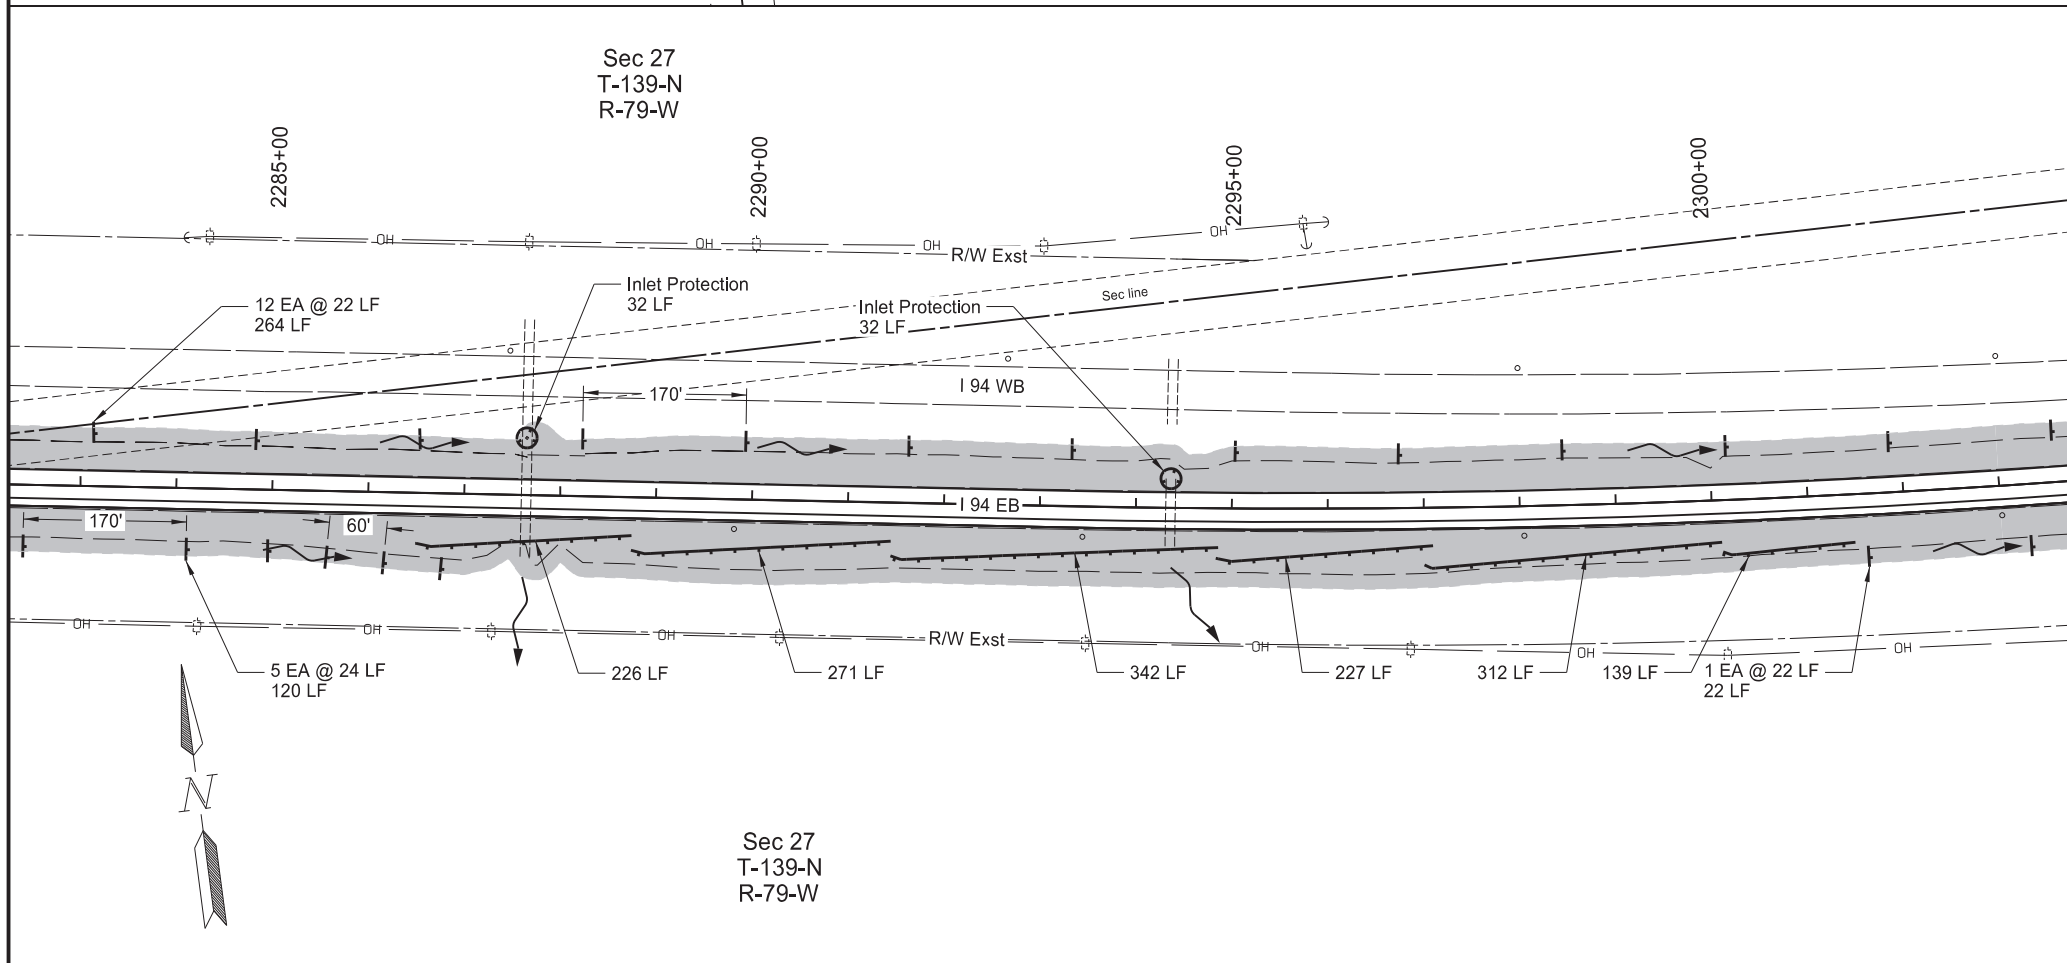 Sec 27
T-139-N
R-79-W
2285+00
2290+00
2295+00
2300+00
OH
OH
OH
OH
R/W Exst
12 EA @ 22 LF
264 LF
Inlet Protection
32 LF
Inlet Protection
32 LF
Sec line
I 94 WB
170'
I 94 EB
170'
60'
OH
OH
OH
R/W Exst
OH
OH
OH
5 EA @ 24 LF
120 LF
226 LF
271 LF
342 LF
227 LF
312 LF
139 LF
1 EA @ 22 LF
22 LF
N
Sec 27
T-139-N
R-79-W